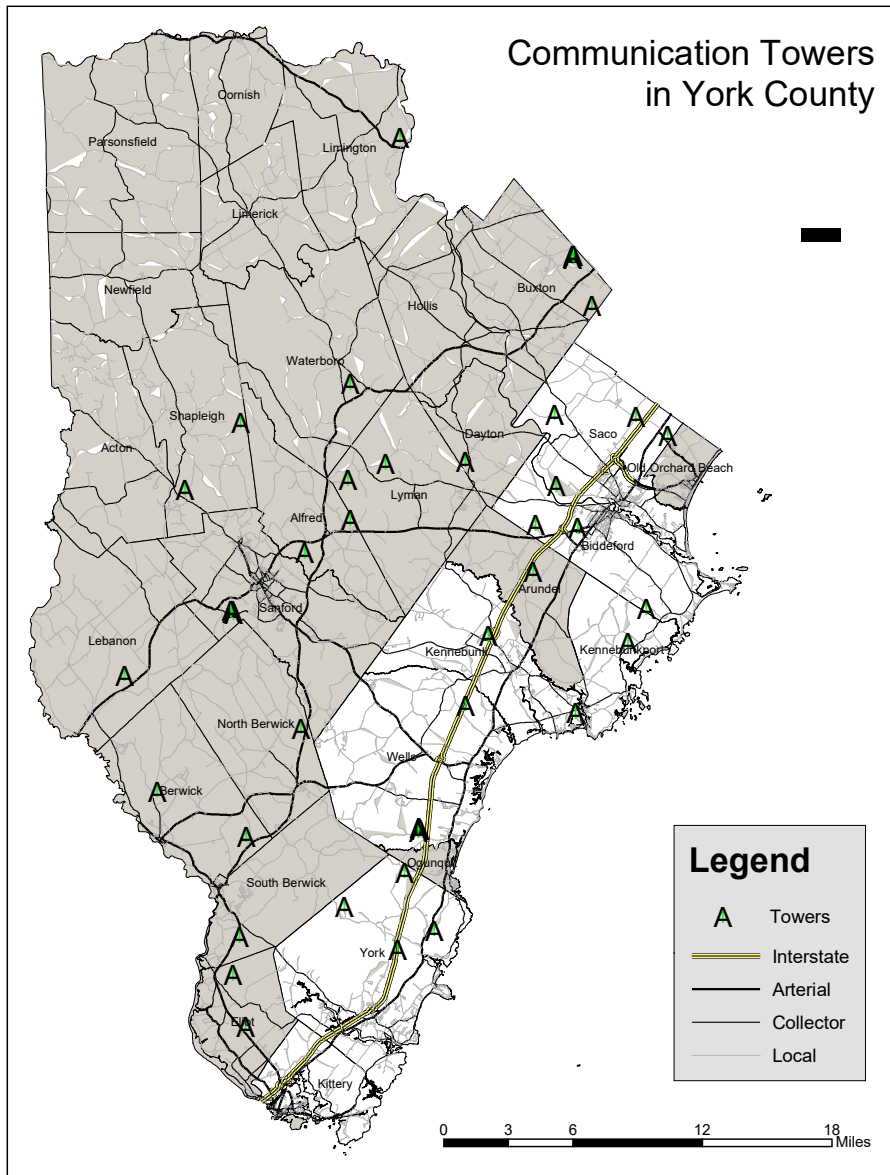 Communication Towers
in York County
Cornish
Parsonsfield
Limington
Limerick
Newfield
Buxton
Hollis
Waterboro
Shapleigh
Dayton
Saco
Acton
Old Orchard Beach
Lyman
Alfred
Biddeford
Arundel
Sanford
Lebanon
Kennebunk
Kennebunkport
North Berwick
Wells
Berwick
Ogunquit
South Berwick
York
Eliot
Kittery
Legend
A Towers
Interstate
Arterial
Collector
Local
0 3 6 12 18
Miles